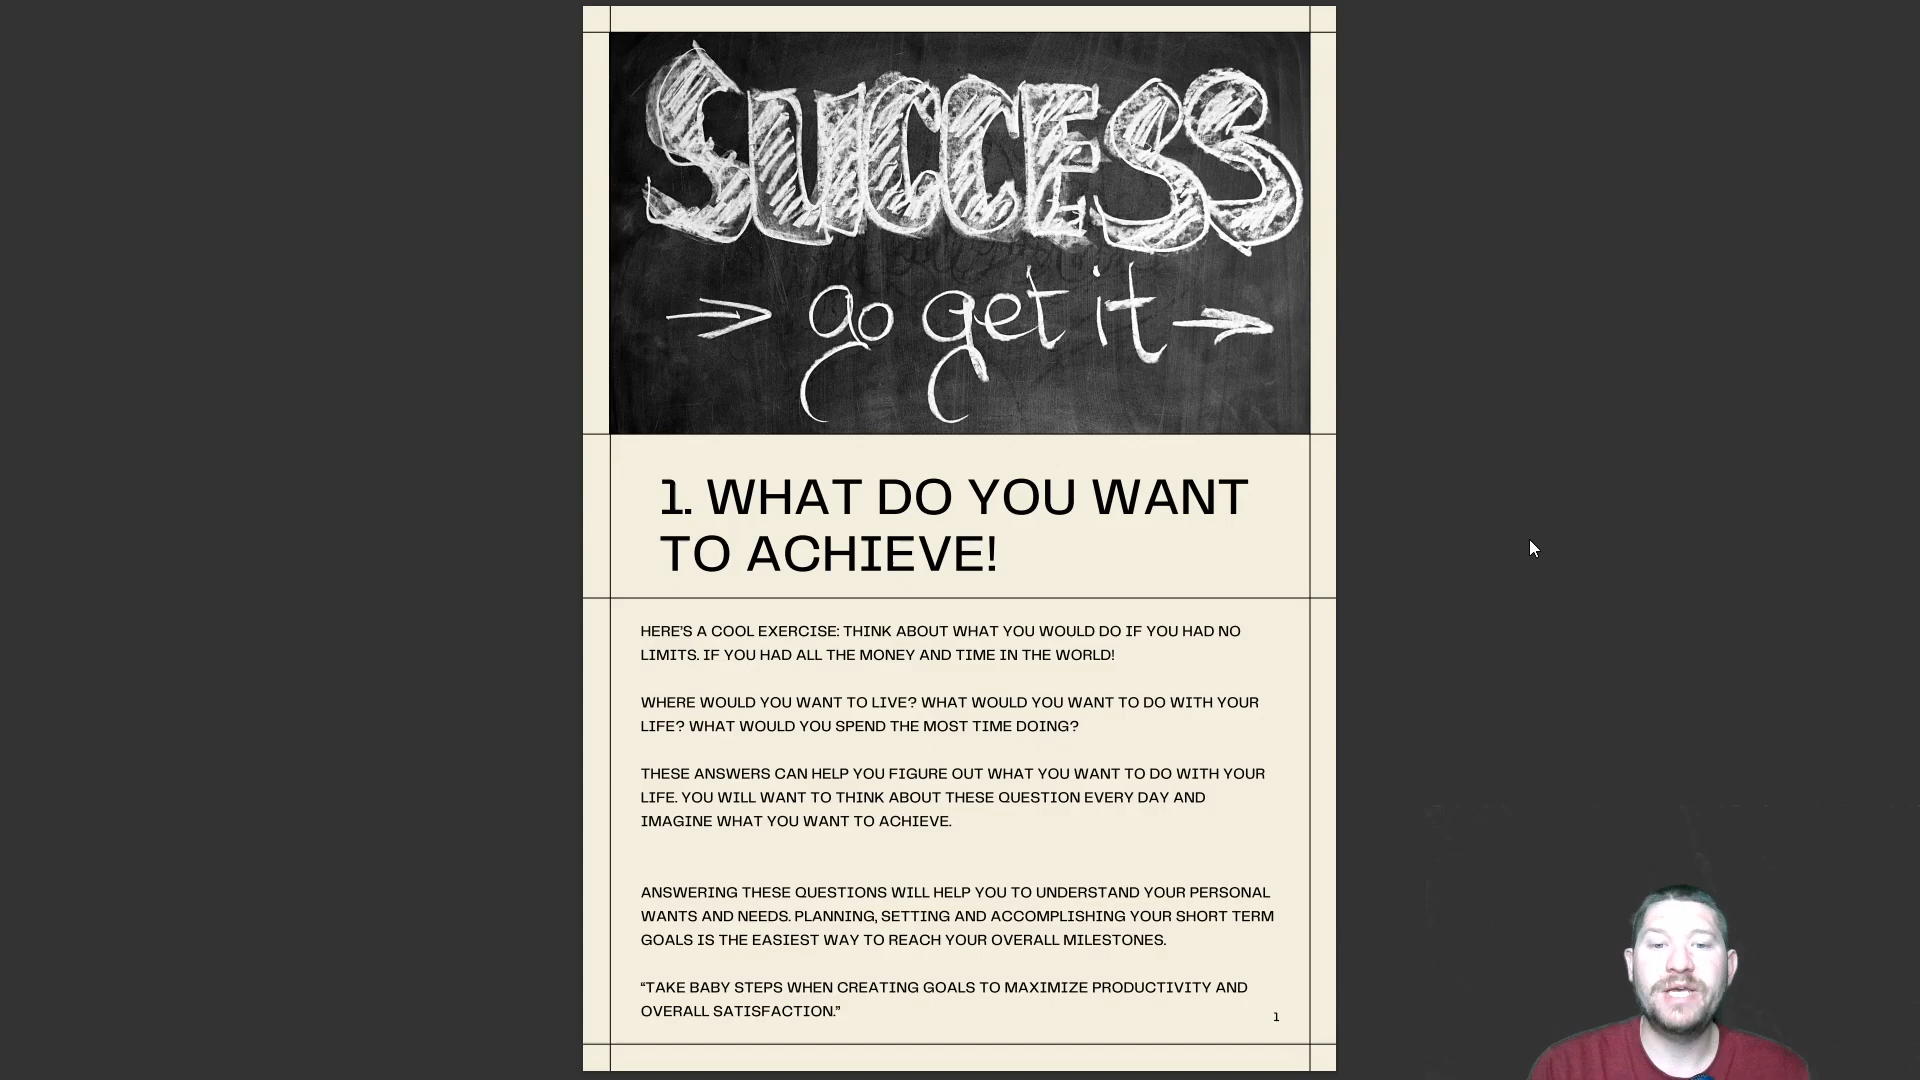 SUCCESS
go get it
1. WHAT DO YOU WANT
TO ACHIEVE!
HERE'S A COOL EXERCISE: THINK ABOUT WHAT YOU WOULD DO IF YOU HAD NO
LIMITS. IF YOU HAD ALL THE MONEY AND TIME IN THE WORLD!
WHERE WOULD YOU WANT TO LIVE? WHAT WOULD YOU WANT TO DO WITH YOUR
LIFE? WHAT WOULD YOU SPEND THE MOST TIME DOING?
THESE ANSWERS CAN HELP YOU FIGURE OUT WHAT YOU WANT TO DO WITH YOUR
LIFE. YOU WILL WANT TO THINK ABOUT THESE QUESTION EVERY DAY AND
IMAGINE WHAT YOU WANT TO ACHIEVE.
ANSWERING THESE QUESTIONS WILL HELP YOU TO UNDERSTAND YOUR PERSONAL
WANTS AND NEEDS. PLANNING, SETTING AND ACCOMPLISHING YOUR SHORT TERM
GOALS IS THE EASIEST WAY TO REACH YOUR OVERALL MILESTONES.
“TAKE BABY STEPS WHEN CREATING GOALS TO MAXIMIZE PRODUCTIVITY AND
OVERALL SATISFACTION.”
1